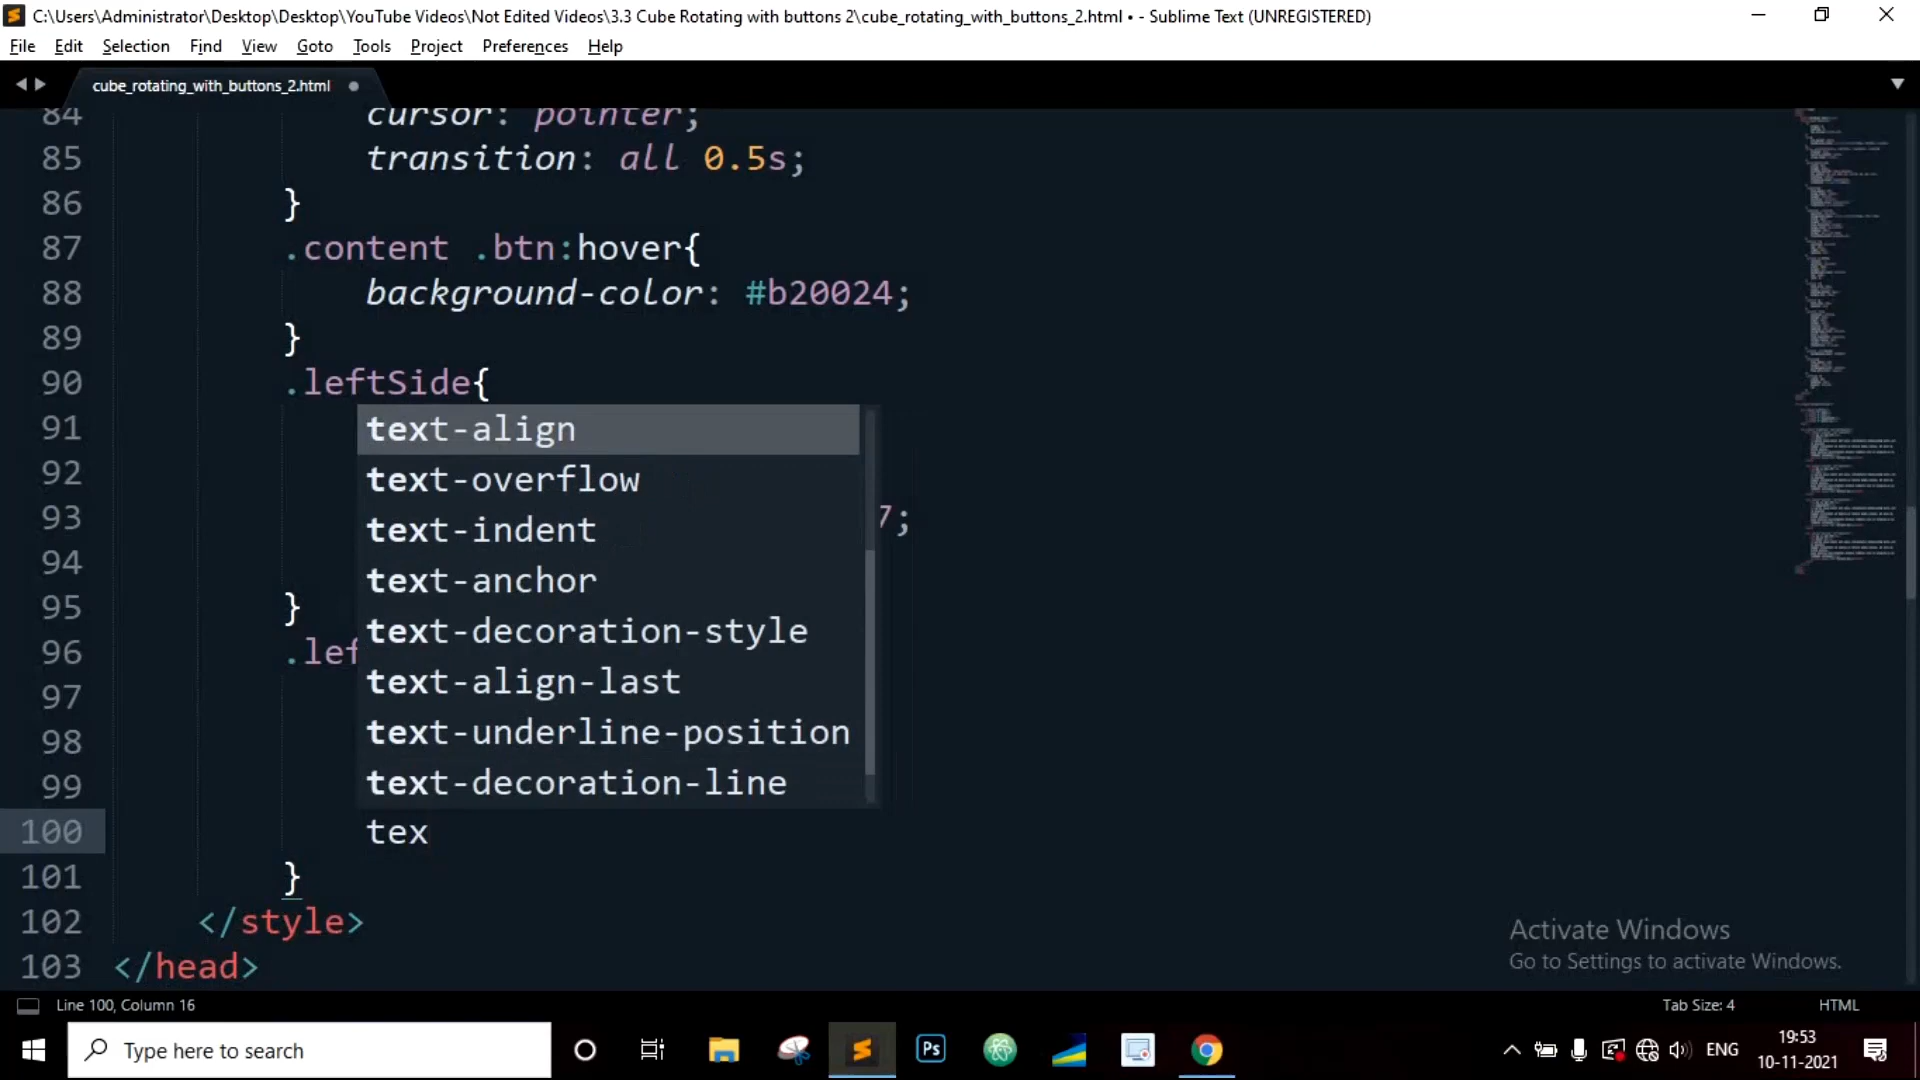 C:\Users\Administrator\Desktop\Desktop\YouTube Videos\Not Edited Videos\3.3 Cube Rotating with buttons 2\cube_rotating_with_buttons_2.html • - Sublime Text (UNREGISTERED)
File Edit Selection Find View Goto Tools Project Preferences Help
cube_rotating_with_buttons_2.html
84 cursor: pointer;
85 transition: all 0.5s;
86 }
87 .content .btn:hover{
88 background-color: #b20024;
89 }
90 .leftSide{
91 text-align
92 text-overflow
93 text-indent 7;
94 text-anchor
95 } text-decoration-style
96 .lef text-align-last
97
98 text-underline-position
99 text-decoration-line
100 tex
101 }
102 </style>
103 </head>
Activate Windows
Go to Settings to activate Windows.
Line 100, Column 16 Tab Size: 4 HTML
Type here to search Ps ENG 19:53
10-11-2021